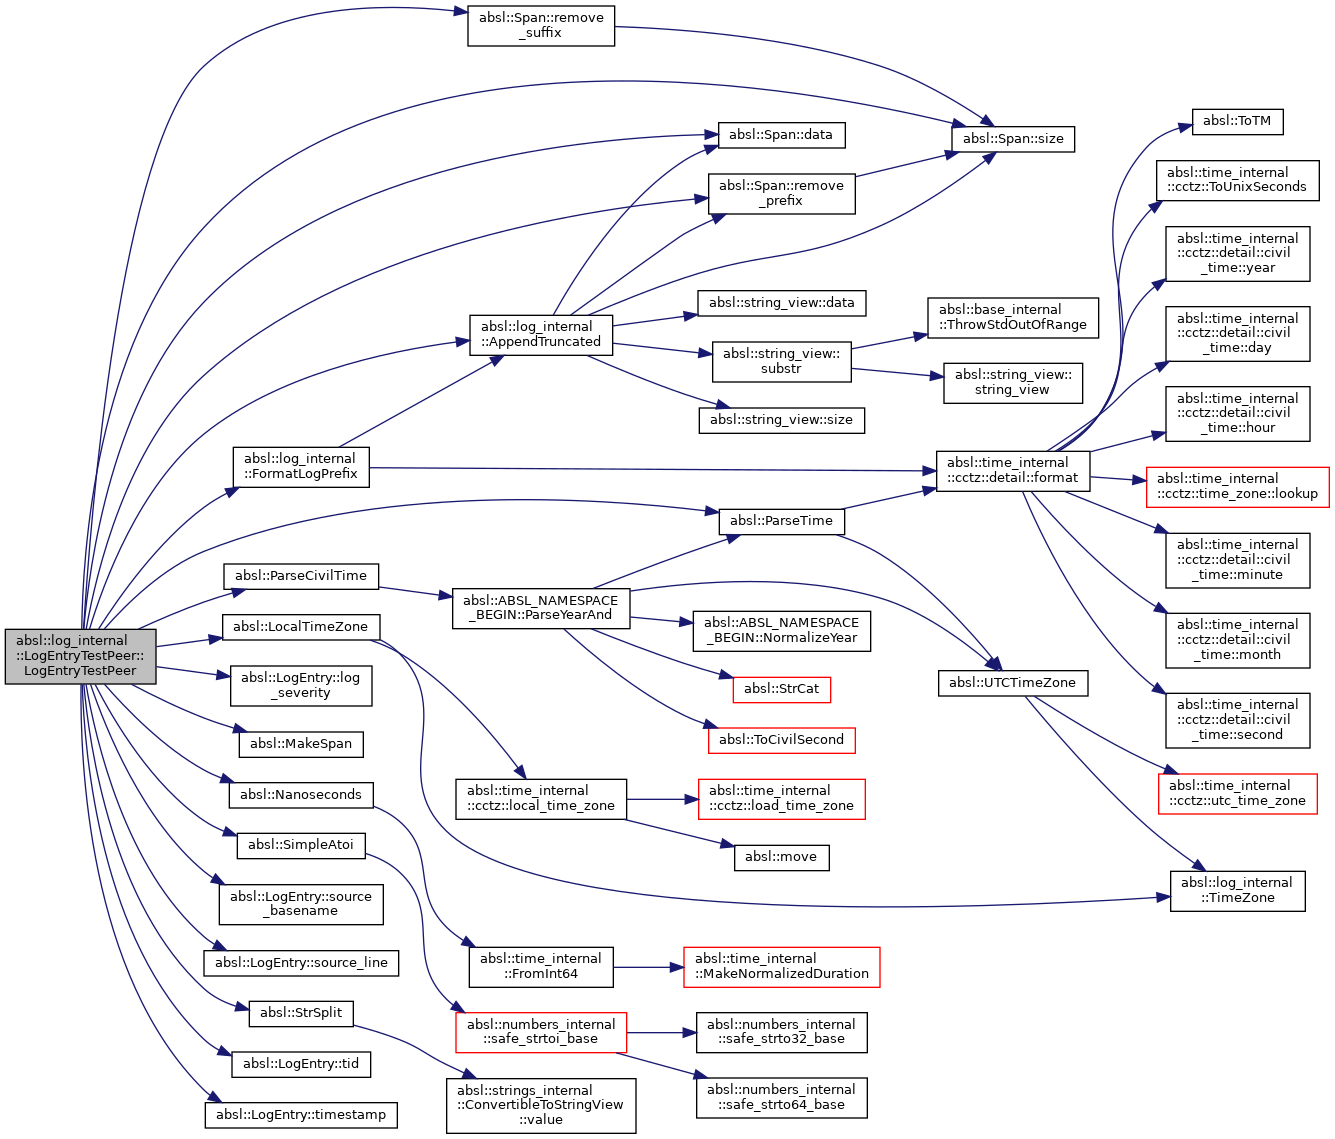 absl::Span::remove
_suffix
absl::ToTM
absl::Span::data
absl::Span::size
absl::time_internal
::cctz::ToUnixSeconds
absl::Span::remove
_prefix
absl::time_internal
::cctz::detail::civil
_time::year
absl::string_view::data
absl::base_internal
::ThrowStdOutOfRange
absl::time_internal
::cctz::detail::civil
_time::day
absl::log_internal
::AppendTruncated
absl::string_view::
substr
absl::string_view::
string_view
absl::time_internal
::cctz::detail::civil
_time::hour
absl::string_view::size
absl::log_internal
::FormatLogPrefix
absl::time_internal
::cctz::detail::format
absl::time_internal
::cctz::time_zone::lookup
absl::ParseTime
absl::time_internal
::cctz::detail::civil
_time::minute
absl::ParseCivilTime
absl::ABSL_NAMESPACE
_BEGIN::ParseYearAnd
absl::ABSL_NAMESPACE
_BEGIN::NormalizeYear
absl::time_internal
::cctz::detail::civil
_time::month
absl::LocalTimeZone
absl::log_internal
::LogEntryTestPeer::
LogEntryTestPeer
absl::LogEntry::log
_severity
absl::StrCat
absl::UTCTimeZone
absl::time_internal
::cctz::detail::civil
_time::second
absl::MakeSpan
absl::ToCivilSecond
absl::Nanoseconds
absl::time_internal
::cctz::local_time_zone
absl::time_internal
::cctz::load_time_zone
absl::time_internal
::cctz::utc_time_zone
absl::SimpleAtoi
absl::move
absl::LogEntry::source
_basename
absl::log_internal
::TimeZone
absl::LogEntry::source_line
absl::time_internal
::FromInt64
absl::time_internal
::MakeNormalizedDuration
absl::StrSplit
absl::numbers_internal
::safe_strtoi_base
absl::numbers_internal
::safe_strto32_base
absl::LogEntry::tid
absl::strings_internal
::ConvertibleToStringView
::value
absl::numbers_internal
::safe_strto64_base
absl::LogEntry::timestamp